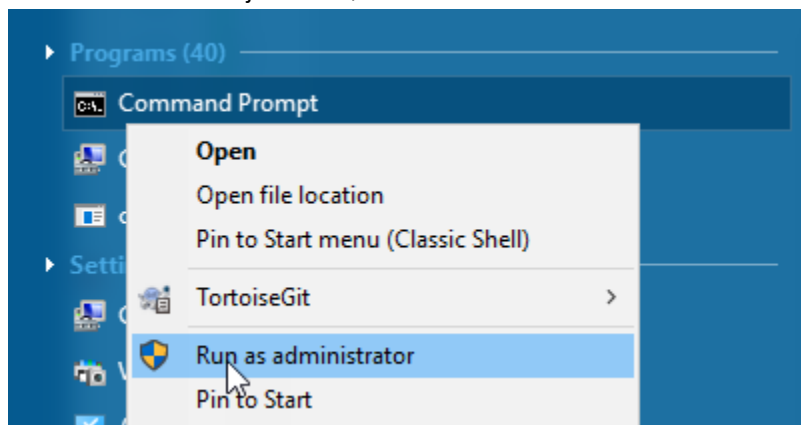 Programs (40)
Command Prompt
Open
Open file location
Pin to Start menu (Classic Shell)
TortoiseGit
Run as administrator
Pin to Start